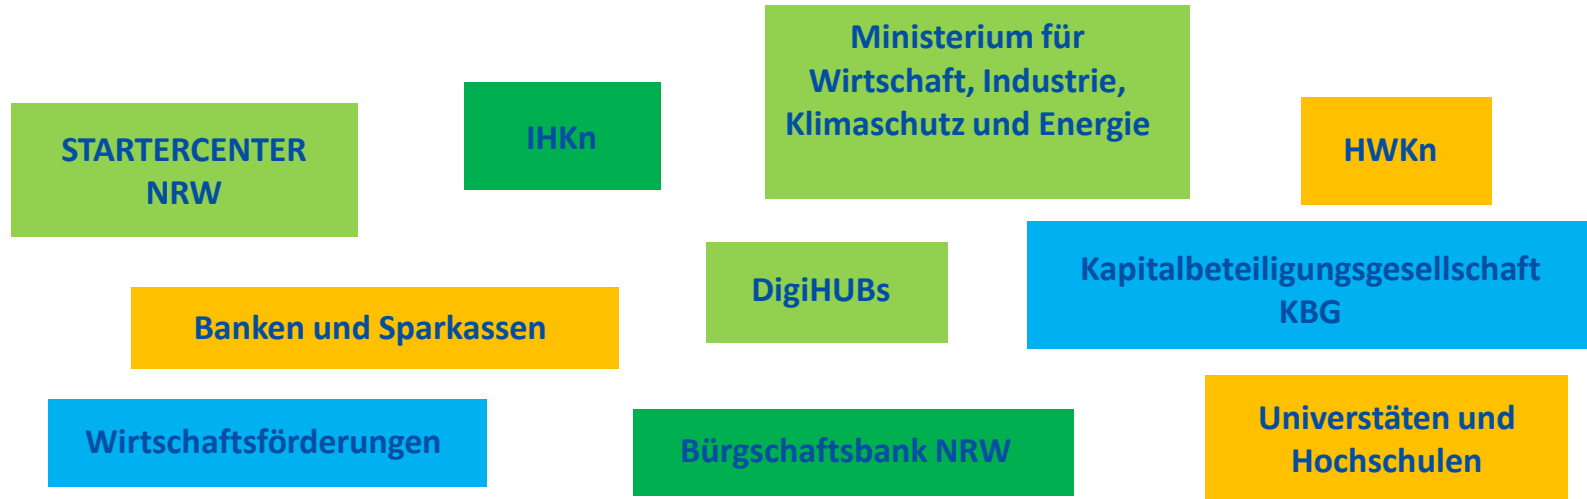 Ministerium für
Wirtschaft, Industrie,
Klimaschutz und Energie
STARTERCENTER
NRW
IHKn
HWKn
DigiHUBs
Kapitalbeteiligungsgesellschaft
KBG
Banken und Sparkassen
Wirtschaftsförderungen
Bürgschaftsbank NRW
Universtäten und
Hochschulen